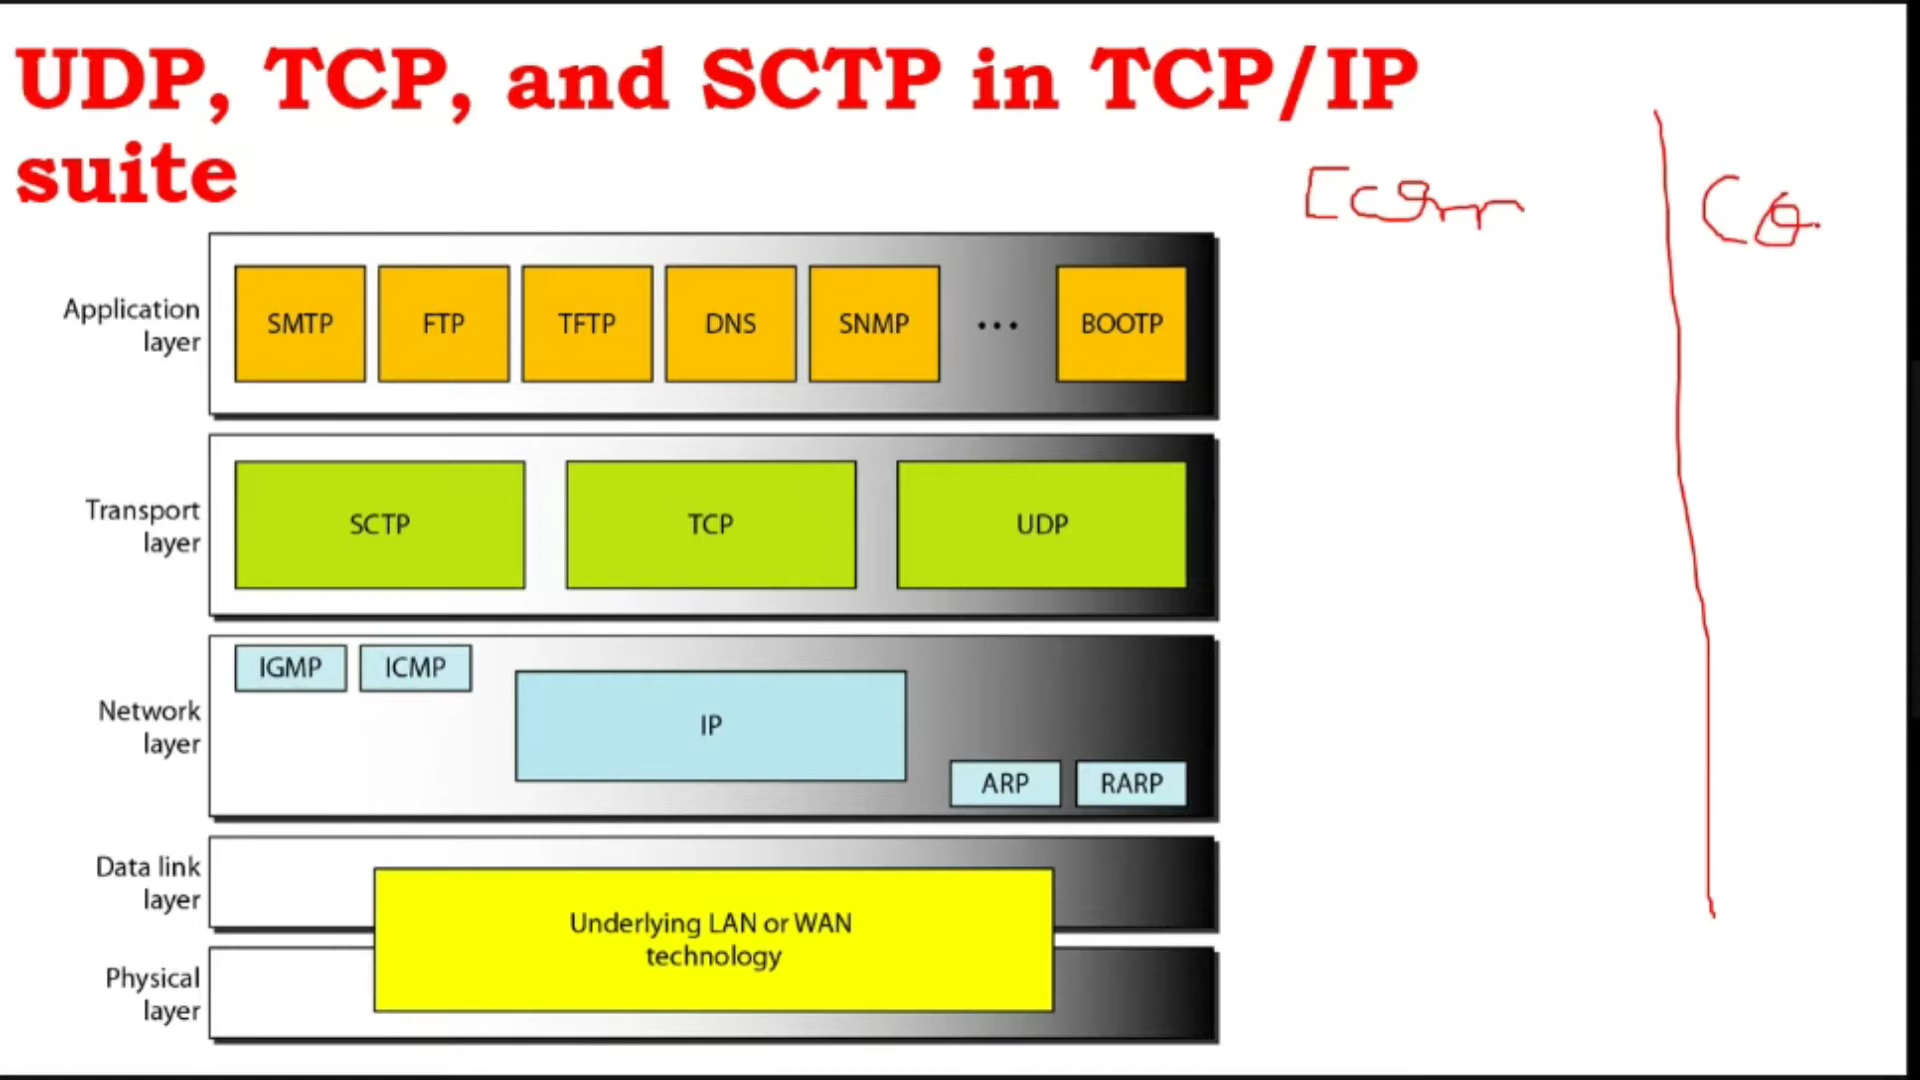 UDP, TCP, and SCTP in TCP/IP
suite
Application
layer
SMTP
FTP
TFTP
DNS
SNMP
...
BOOTP
Transport
layer
SCTP
TCP
UDP
Network
layer
IGMP
ICMP
IP
ARP
RARP
Data link
layer
Underlying LAN or WAN
technology
Physical
layer